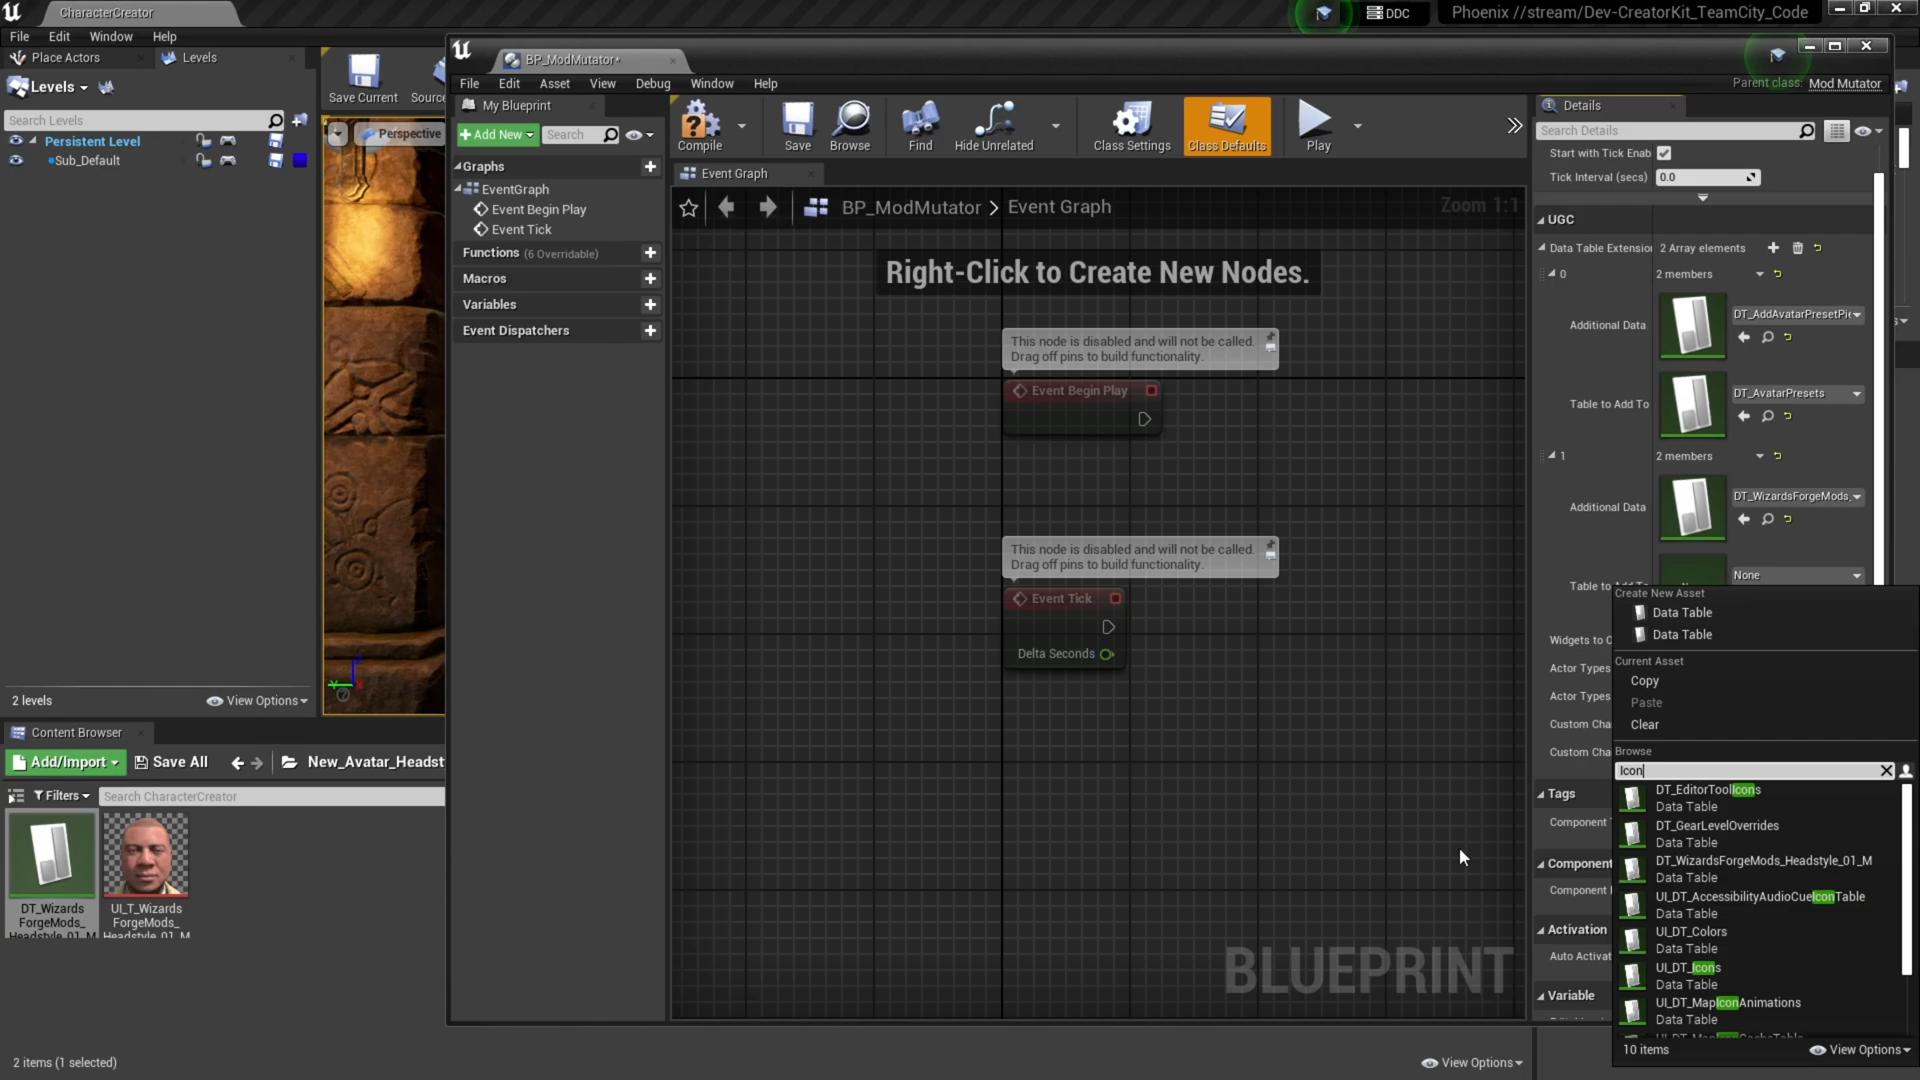 CharacterCreator
DDC
Phoenix //stream/Dev-CreatorKit_TeamCity_Code
File Edit Window Help
Place Actors
Levels
Levels
Search Levels
Persistent Level
Sub_Default
2 levels
View Options
Save Current
Perspective
BP_ModMutator*
File Edit Asset View Debug Window Help
Parent class: Mod Mutator
My Blueprint
Add New
Search
Graphs
EventGraph
Event Begin Play
Event Tick
Functions (6 Overridable)
Macros
Variables
Event Dispatchers
Compile
Save
Browse
Find
Hide Unrelated
Class Settings
Class Defaults
Play
Event Graph
BP_ModMutator > Event Graph
Zoom 1:1
Right-Click to Create New Nodes.
This node is disabled and will not be called.
Drag off pins to build functionality.
Event Begin Play
This node is disabled and will not be called.
Drag off pins to build functionality.
Event Tick
Delta Seconds
BLUEPRINT
Details
Search Details
Start with Tick Enab
Tick Interval (secs) 0.0
UGC
Data Table Extension 2 Array elements
0 2 members
Additional Data
DT_AddAvatarPresetPie
Table to Add To
DT_AvatarPresets
1 2 members
Additional Data
DT_WizardsForgeMods_
Table to Add To
None
Widgets to
Actor Types
Actor Types
Custom Cha
Custom Cha
Tags
Component
Component
Component
Activation
Auto Activat
Variable
Create New Asset
Data Table
Data Table
Current Asset
Copy
Paste
Clear
Browse
Icon
DT_EditorToolIcons
Data Table
DT_GearLevelOverrides
Data Table
DT_WizardsForgeMods_Headstyle_01_M
Data Table
UI_DT_AccessibilityAudioCueIconTable
Data Table
UI_DT_Colors
Data Table
UI_DT_Icons
Data Table
UI_DT_MapIconAnimations
Data Table
10 items
View Options
Content Browser
Add/Import
Save All
New_Avatar_Headst
Filters
Search CharacterCreator
DT_Wizards
ForgeMods_
Headstyle_01_M
UI_T_Wizards
ForgeMods_
Headstyle_01_M
2 items (1 selected)
View Options